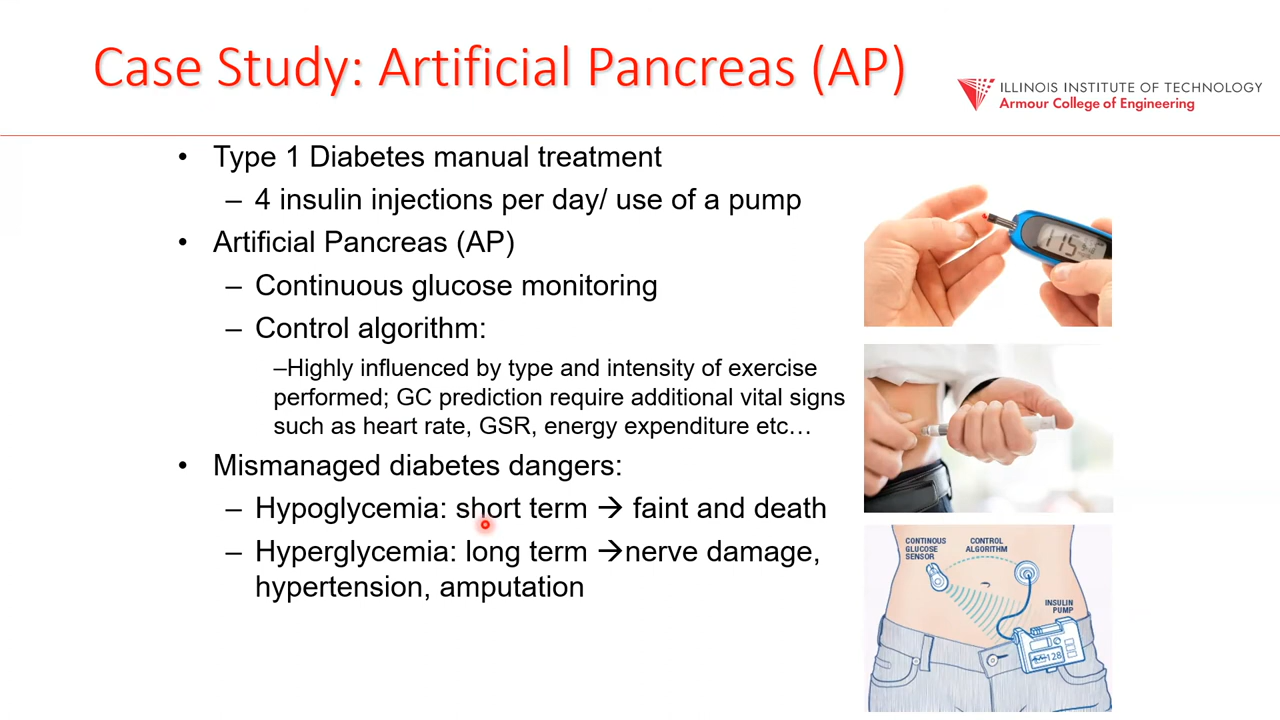 Case Study: Artificial Pancreas (AP)
ILLINOIS INSTITUTE OF TECHNOLOGY
Armour College of Engineering
• Type 1 Diabetes manual treatment
– 4 insulin injections per day/ use of a pump
• Artificial Pancreas (AP)
– Continuous glucose monitoring
– Control algorithm:
–Highly influenced by type and intensity of exercise
performed; GC prediction require additional vital signs
such as heart rate, GSR, energy expenditure etc…
• Mismanaged diabetes dangers:
– Hypoglycemia: short term → faint and death
– Hyperglycemia: long term →nerve damage,
hypertension, amputation
115
CONTINOUS
GLUCOSE
SENSOR
CONTROL
ALGORITHM
INSULIN
PUMP
128